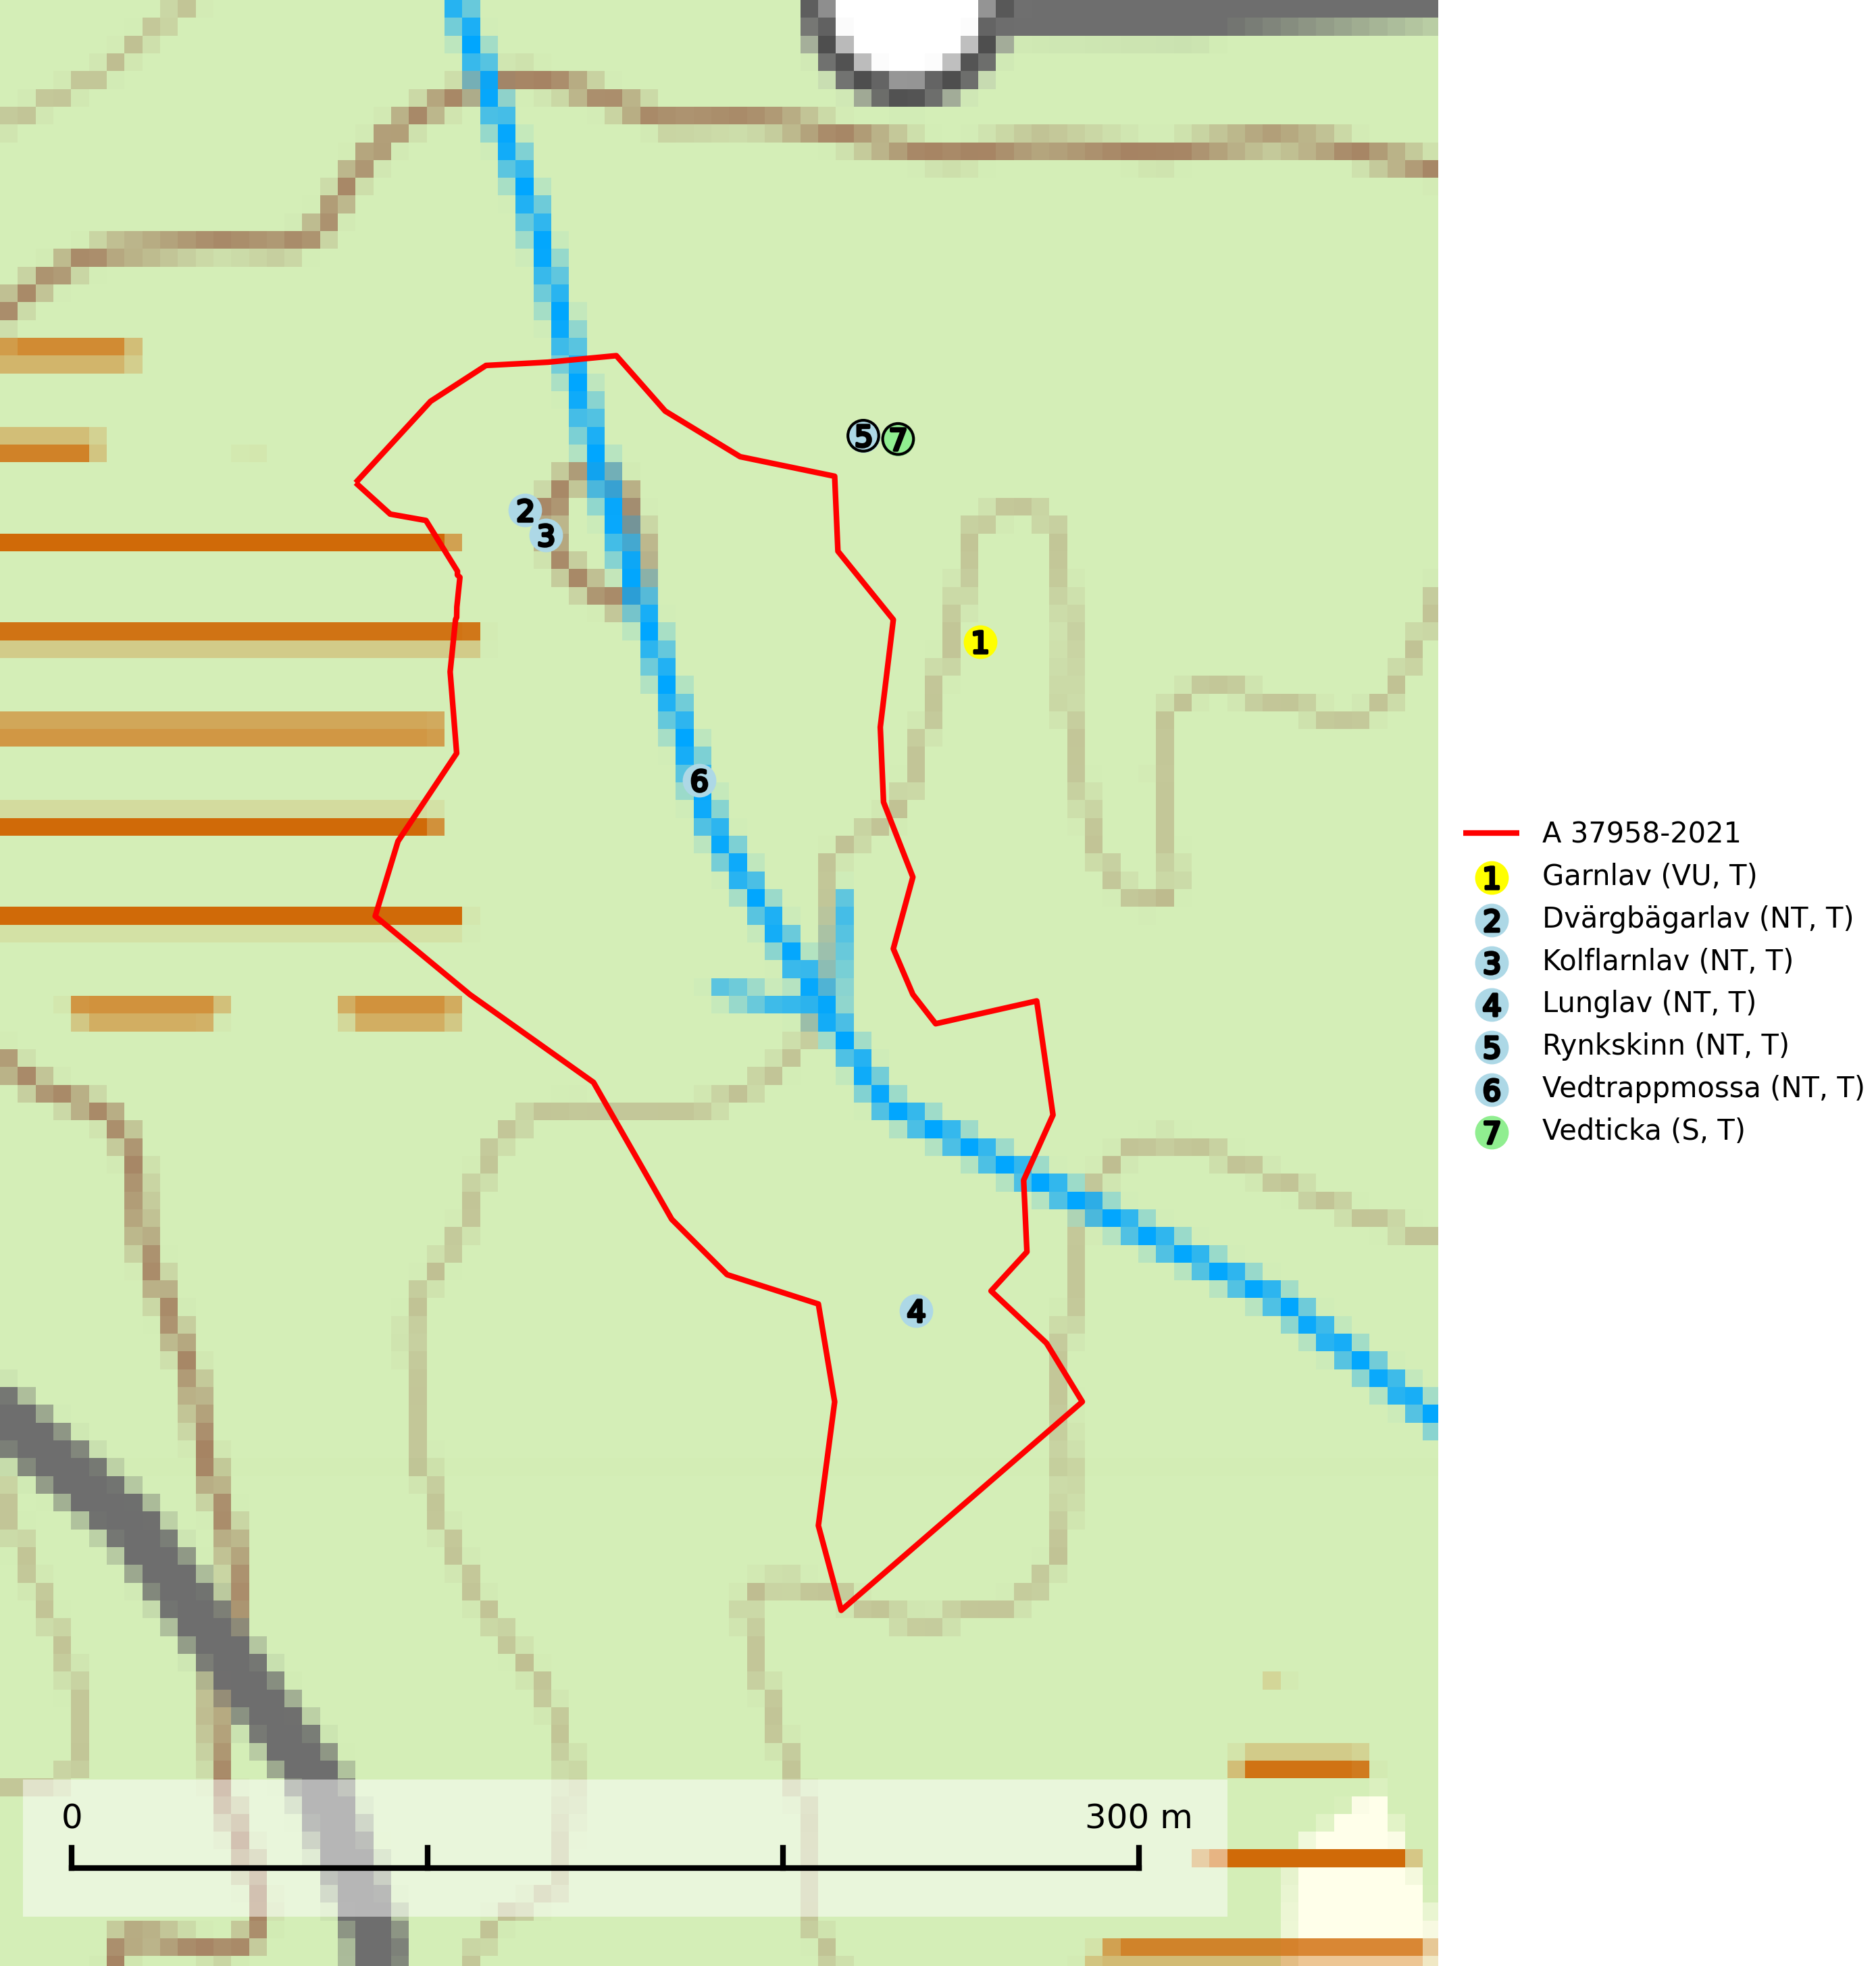 5 7
2
3
1
6
4
A 37958-2021
1 Garnlav (VU, T)
2 Dvärgbägarlav (NT, T)
3 Kolflarnlav (NT, T)
4 Lunglav (NT, T)
5 Rynkskinn (NT, T)
6 Vedtrappmossa (NT, T)
7 Vedticka (S, T)
0 300 m